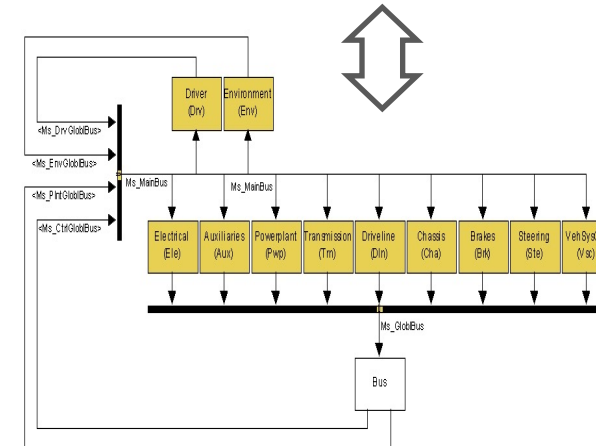 Driver
(Drv)
Environment
(Env)
<Ms_DrvGloblBus>
<Ms_EnvGloblBus>
<Ms_PlntGloblBus>
<Ms_CtrlGloblBus>
Ms_MainBus
Ms_MainBus
Electrical
(Ele)
Auxiliaries
(Aux)
Powerplant
(Pwp)
Transmission
(Trn)
Driveline
(Dln)
Chassis
(Cha)
Brakes
(Brk)
Steering
(Ste)
(Vsc)
Ms_GloblBus
Bus